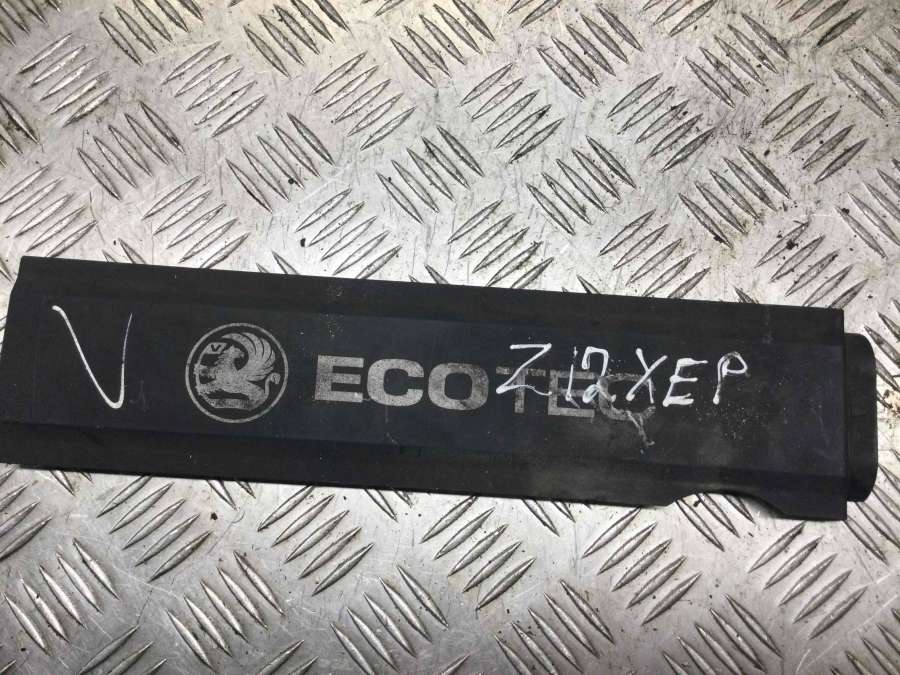 V
V
ECOTEC
Z12XEP